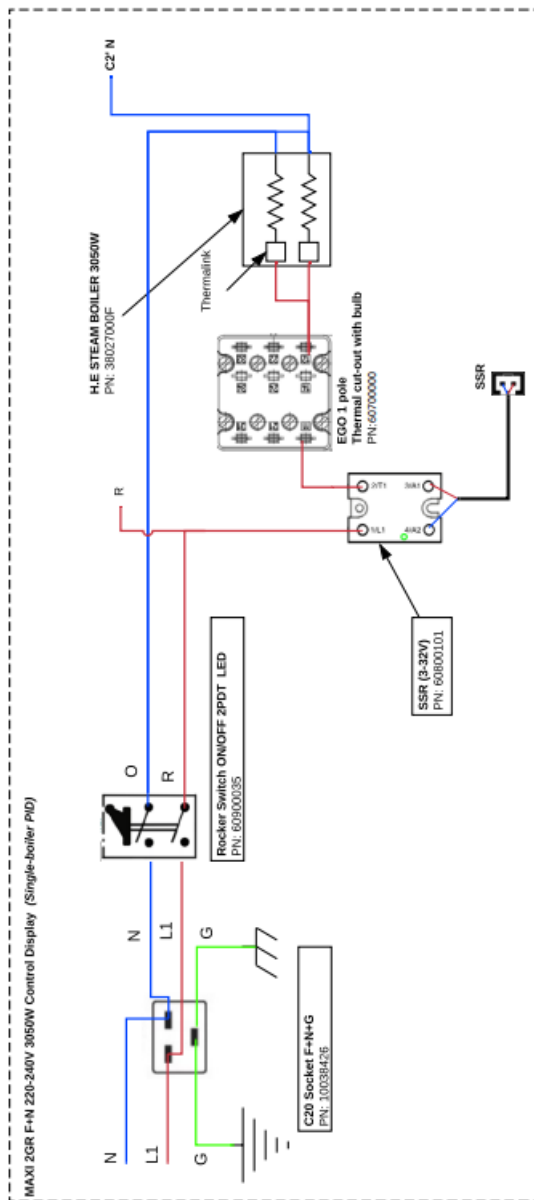 MAXI 2GR F+N 220-240V 3050W Control Display (Single-boiler PID)
C2' N
H.E STEAM BOILER 3050W
PN: 38027000F
Thermalink
EGO 1 pole
Thermal cut-out with bulb
PN:60700000
SSR
R
2/T1
3/A1
1/L1
4/A2
SSR (3-32V)
PN: 60800101
O
R
Rocker Switch ON/OFF 2PDT LED
PN: 60900035
N
L1
G
C20 Socket F+N+G
PN: 10038426
N
L1
G